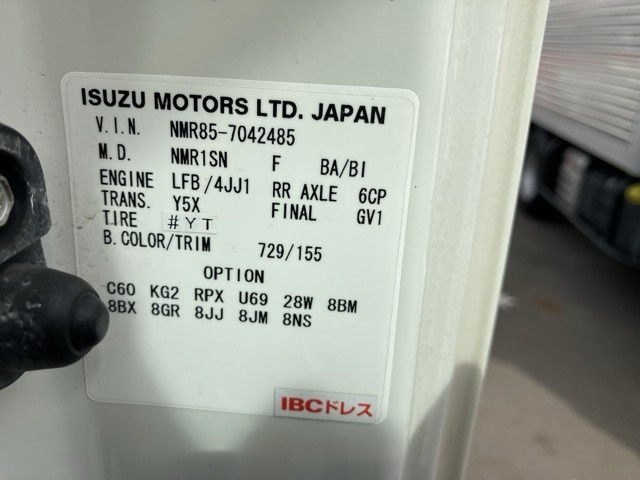 ISUZU MOTORS LTD. JAPAN
V.I.N. NMR85-7042485
M.D. NMR1SN F BA/BI
ENGINE LFB/4JJ1 RR AXLE 6CP
TRANS. Y5X FINAL GV1
TIRE #YT
B.COLOR/TRIM 729/155
OPTION
C60 KG2 RPX U69 28W 8BM
8BX 8GR 8JJ 8JM 8NS
IBCドレス